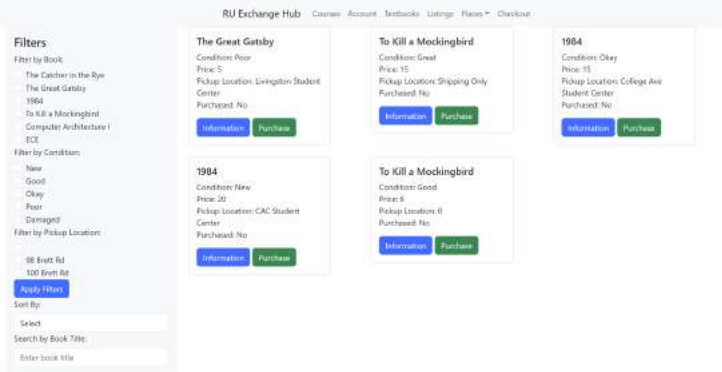 RU Exchange Hub Courses Account Textbooks Listings Places Checkout
Filters
Filter by Book:
The Catcher in the Rye
The Great Gatsby
1984
To Kill a Mockingbird
Computer Architecture I
ECE
Filter by Condition:
New
Good
Okay
Poor
Damaged
Filter by Pickup Location:
98 Brett Rd
100 Brett Rd
Apply Filters
Sort By:
Select
Search by Book Title:
Enter book title
The Great Gatsby
Condition: Poor
Price: 5
Pickup Location: Livingston Student
Center
Purchased: No
Information Purchase
To Kill a Mockingbird
Condition: Great
Price: 15
Pickup Location: Shipping Only
Purchased: No
Information Purchase
1984
Condition: Okay
Price: 15
Pickup Location: College Ave
Student Center
Purchased: No
Information Purchase
1984
Condition: New
Price: 20
Pickup Location: CAC Student
Center
Purchased: No
Information Purchase
To Kill a Mockingbird
Condition: Good
Price: 6
Pickup Location: 0
Purchased: No
Information Purchase